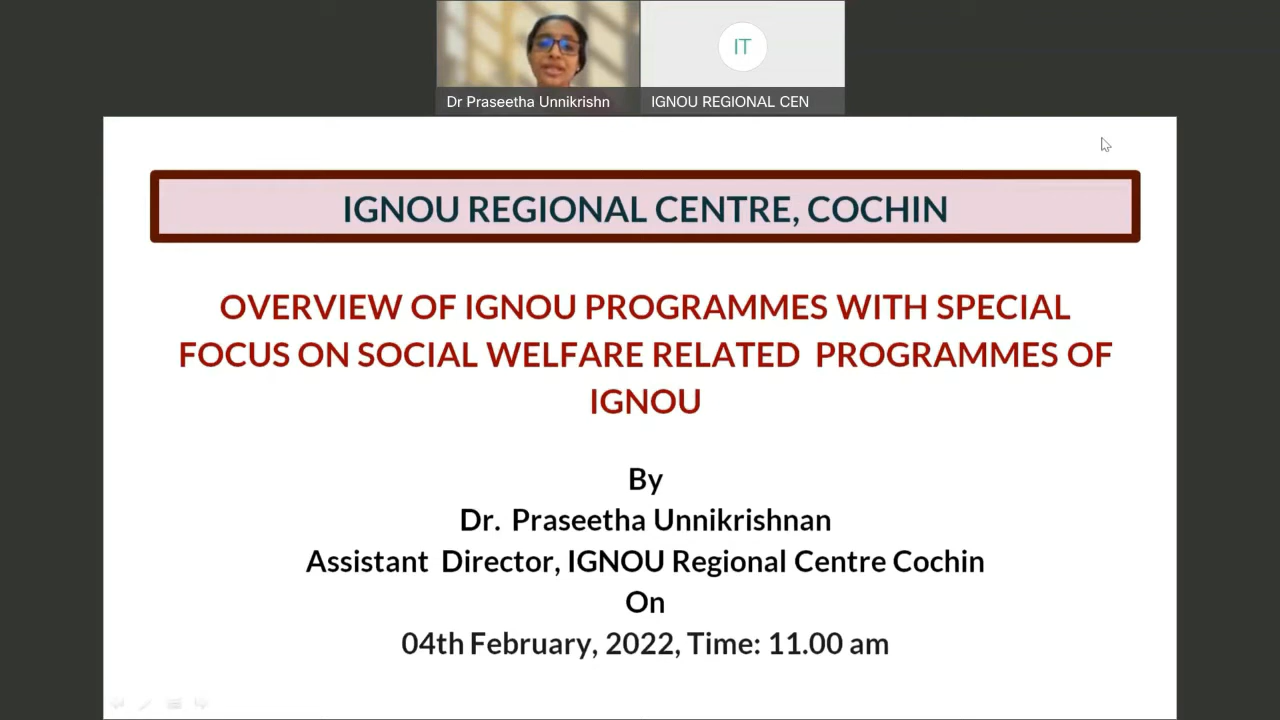 Dr Praseetha Unnikrishn
IT
IGNOU REGIONAL CEN
IGNOU REGIONAL CENTRE, COCHIN
OVERVIEW OF IGNOU PROGRAMMES WITH SPECIAL
FOCUS ON SOCIAL WELFARE RELATED PROGRAMMES OF
IGNOU
By
Dr. Praseetha Unnikrishnan
Assistant Director, IGNOU Regional Centre Cochin
On
04th February, 2022, Time: 11.00 am